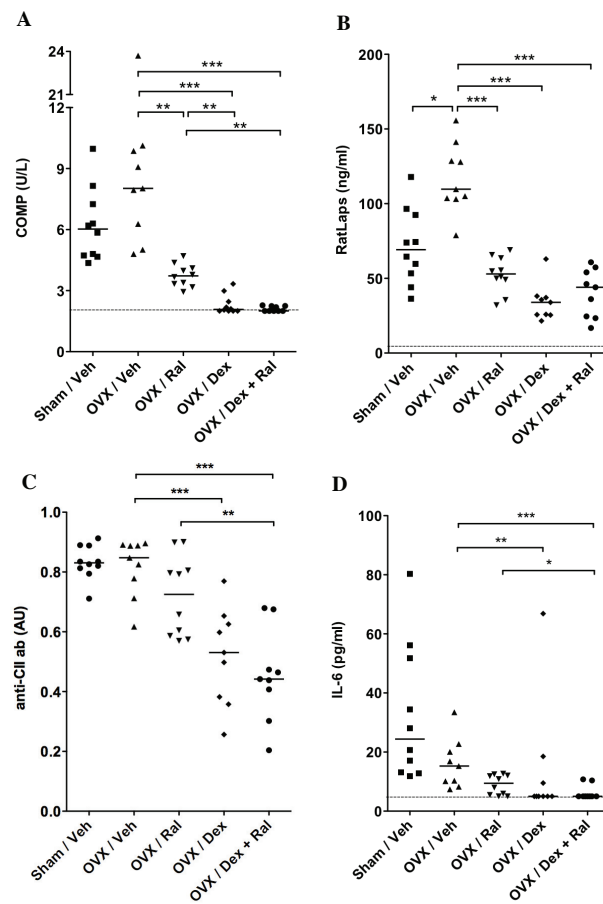 A
24
21
12
9
6
3
0
COMP (U/L)
***
***
** **
**
Sham / Veh
OVX / Veh
OVX / Ral
OVX / Dex
OVX / Dex + Ral
B
200
150
100
50
0
RatLaps (ng/ml)
***
***
* ***
Sham / Veh
OVX / Veh
OVX / Ral
OVX / Dex
OVX / Dex + Ral
C
1.0
0.8
0.6
0.4
0.2
0.0
anti-CII ab (AU)
***
***
**
Sham / Veh
OVX / Veh
OVX / Ral
OVX / Dex
OVX / Dex + Ral
D
100
80
60
40
20
0
IL-6 (pg/ml)
***
**
*
Sham / Veh
OVX / Veh
OVX / Ral
OVX / Dex
OVX / Dex + Ral